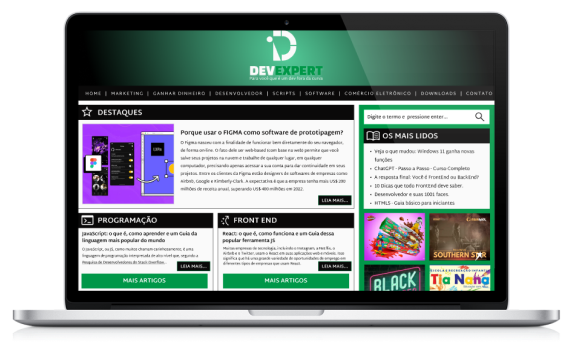 DEVEXPERT
Para você que é um dev fora da curva
HOME | MARKETING | GANHAR DINHEIRO | DESENVOLVEDOR | SCRIPTS | SOFTWARE | COMÉRCIO ELETRÔNICO | DOWNLOADS | CONTATO
DESTAQUES
Porque usar o FIGMA como software de prototipagem?
O Figma nasceu com a finalidade de funcionar bem diretamente do seu navegador,
de forma online. O fato dele ser web-based (com base na web) permite que você
salve seus projetos na nuvem e trabalhe de qualquer lugar, em qualquer
computador, precisando apenas acessar a sua conta para dar continuidade em seus
projetos. Entre os clientes da Figma estão designers de softwares de empresas como
Airbnb, Google e Kimberly-Clark. A expectativa é que a empresa tenha mais US$ 200
milhões de receita anual, superando US$ 400 milhões em 2022.
LEIA MAIS...
Digite o termo e pressione enter...
OS MAIS LIDOS
Veja o que mudou: Windows 11 ganha novas
funções
ChatGPT - Passo a Passo - Curso Completo
A resposta final: Você é FrontEnd ou BackEnd?
10 Dicas que todo FrontEnd deve saber.
Desenvolvedor e suas 1001 faces.
HTML5 - Guia básico para iniciantes
PROGRAMAÇÃO
JavaScript: o que é, como aprender e um Guia da
linguagem mais popular do mundo
O JavaScript, ou JS, como muitos chamam carinhosamente, é uma
linguagem de programação interpretada de alto nível que, segundo a
Pesquisa de Desenvolvedores do Stack Overflow...
LEIA MAIS...
MAIS ARTIGOS
FRONT END
React: o que é, como funciona e um Guia dessa
popular ferramenta JS
Muitas empresas de tecnologia, incluindo o Instagram, a Netflix, o
Airbnb e o Twitter, usam o React em suas aplicações web e mobile. Isso
significa que há uma grande variedade de oportunidades de emprego em
diferentes tipos de empresas que usam React.
LEIA MAIS...
MAIS ARTIGOS
SOUTHERN STAR
BLACK
Tia Nana